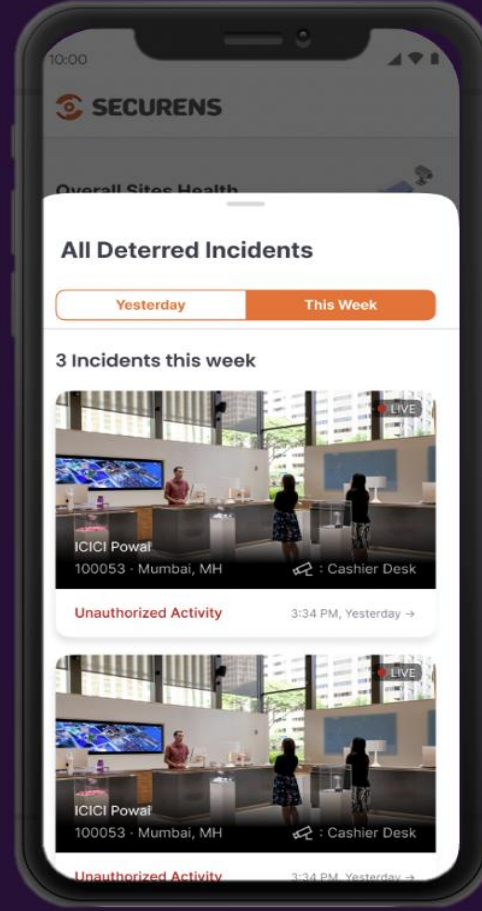 10:00
SECURENS
Overall Sites Health
All Deterred Incidents
Yesterday
This Week
3 Incidents this week
LIVE
ICICI Powai
100053 · Mumbai, MH
: Cashier Desk
Unauthorized Activity
3:34 PM, Yesterday →
LIVE
ICICI Powai
100053 · Mumbai, MH
: Cashier Desk
Unauthorized Activity
3:34 PM, Yesterday →